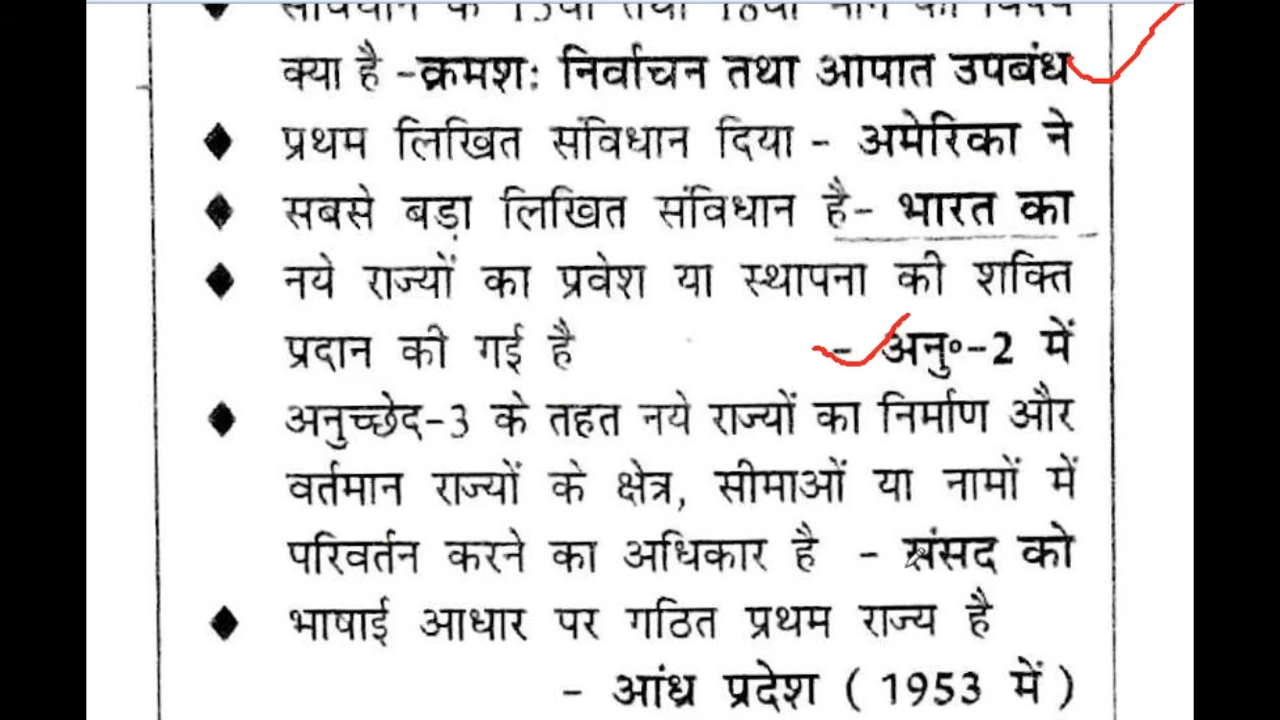 क्या है -क्रमशः निर्वाचन तथा आपात उपबंध
प्रथम लिखित संविधान दिया - अमेरिका ने
सबसे बड़ा लिखित संविधान है- भारत का
नये राज्यों का प्रवेश या स्थापना की शक्ति
प्रदान की गई है - अनु॰-2 में
अनुच्छेद-3 के तहत नये राज्यों का निर्माण और
वर्तमान राज्यों के क्षेत्र, सीमाओं या नामों में
परिवर्तन करने का अधिकार है - संसद को
भाषाई आधार पर गठित प्रथम राज्य है
- आंध्र प्रदेश ( 1953 में )